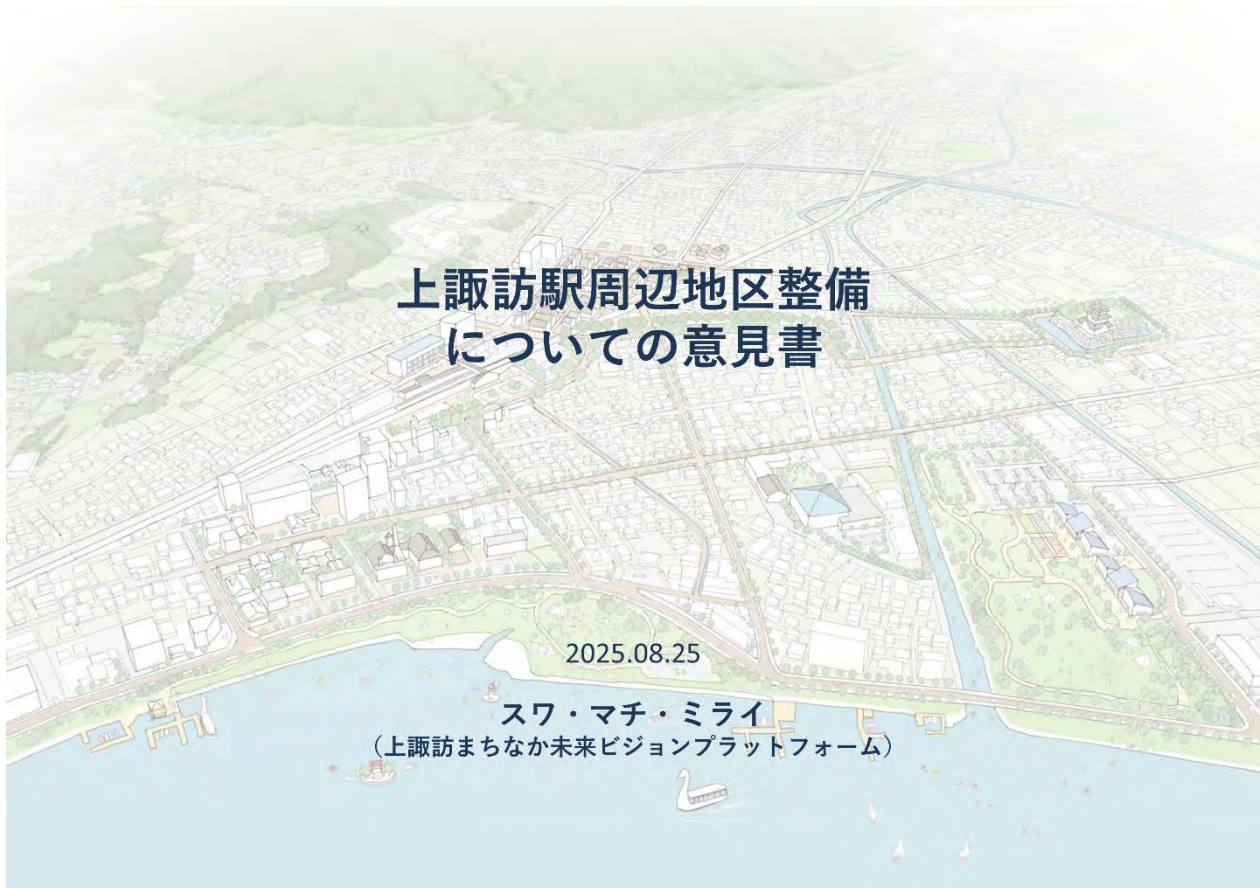 上諏訪駅周辺地区整備
についての意見書
2025.08.25
スワ・マチ・ミライ
（上諏訪まちなか未来ビジョンプラットフォーム）